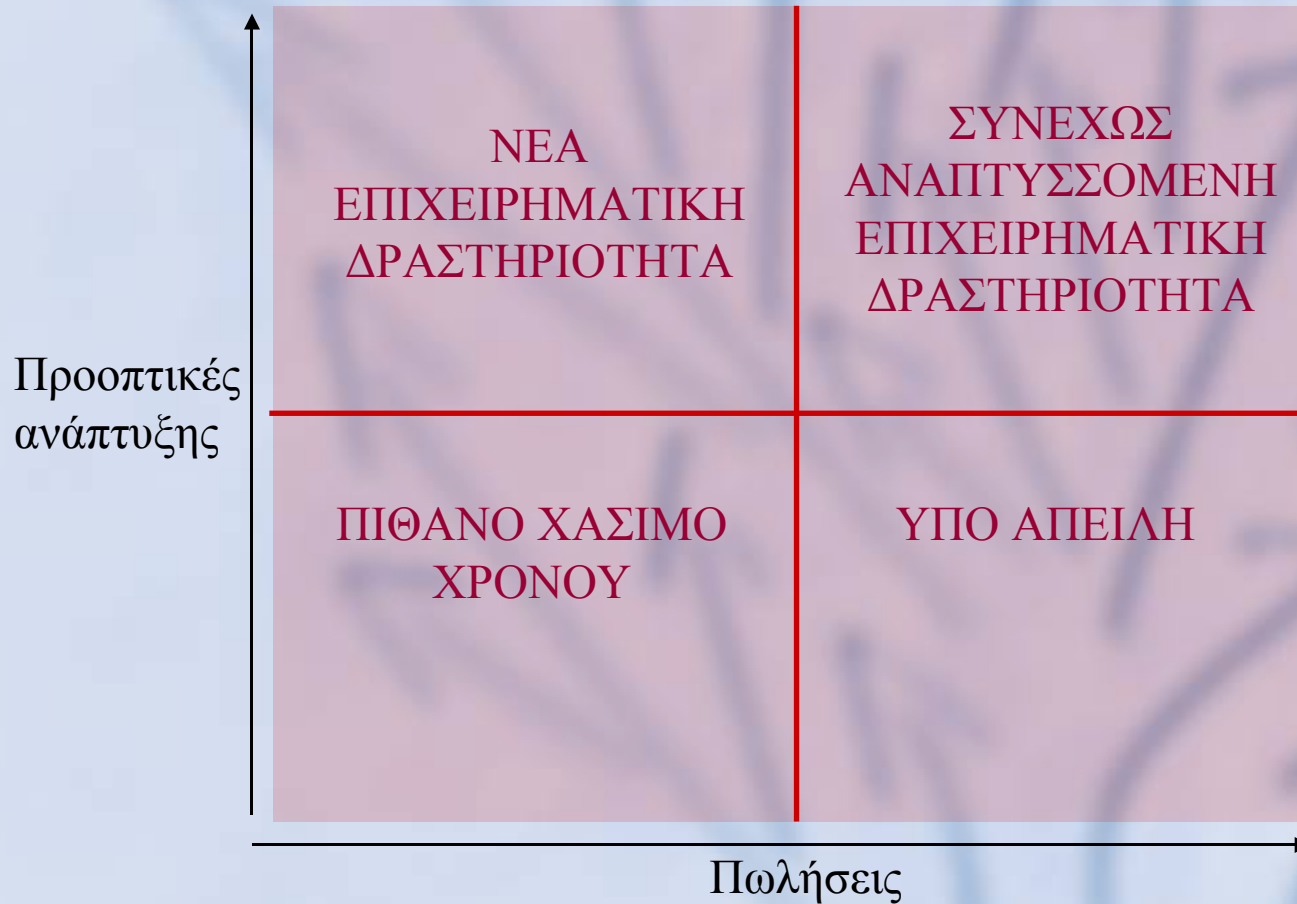 ΝΕΑ
ΕΠΙΧΕΙΡΗΜΑΤΙΚΗ
ΔΡΑΣΤΗΡΙΟΤΗΤΑ
ΣΥΝΕΧΩΣ
ΑΝΑΠΤΥΣΣΟΜΕΝΗ
ΕΠΙΧΕΙΡΗΜΑΤΙΚΗ
ΔΡΑΣΤΗΡΙΟΤΗΤΑ
Προοπτικές
ανάπτυξης
ΠΙΘΑΝΟ ΧΑΣΙΜΟ
ΧΡΟΝΟΥ
ΥΠΟ ΑΠΕΙΛΗ
Πωλήσεις